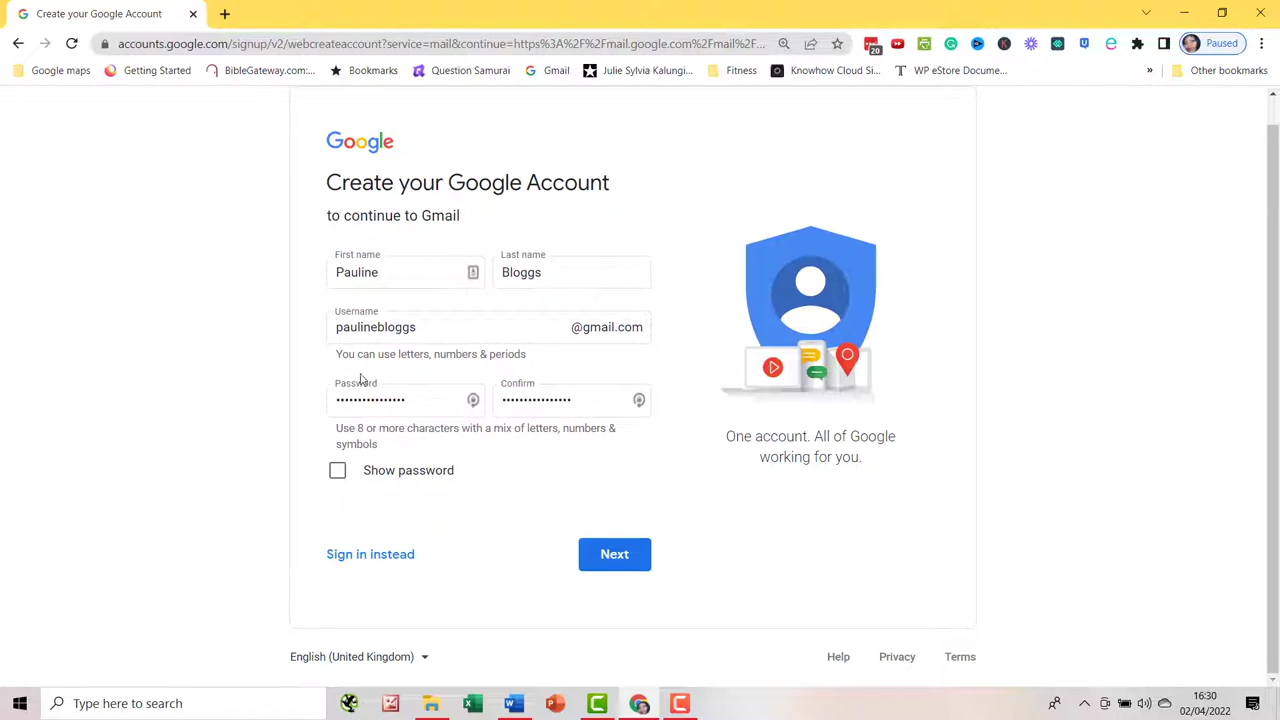 Create your Google Account
accounts.google.com/signup/v2/webcreateaccount?service=mail&continue=https%3A%2F%2Fmail.google.com%2Fmail%2F...
20
Paused
Google maps
Getting Started
BibleGateway.com:...
Bookmarks
Question Samurai
Gmail
Julie Sylvia Kalungi...
Fitness
Knowhow Cloud Si...
WP eStore Docume...
»
Other bookmarks
Google
Create your Google Account
to continue to Gmail
First name
Last name
Pauline
Bloggs
Username
paulinebloggs
@gmail.com
You can use letters, numbers & periods
Password
Confirm
••••••••••••••••
••••••••••••••••
Use 8 or more characters with a mix of letters, numbers &
symbols
Show password
One account. All of Google
working for you.
Sign in instead
Next
English (United Kingdom)
Help
Privacy
Terms
Type here to search
16:30
02/04/2022